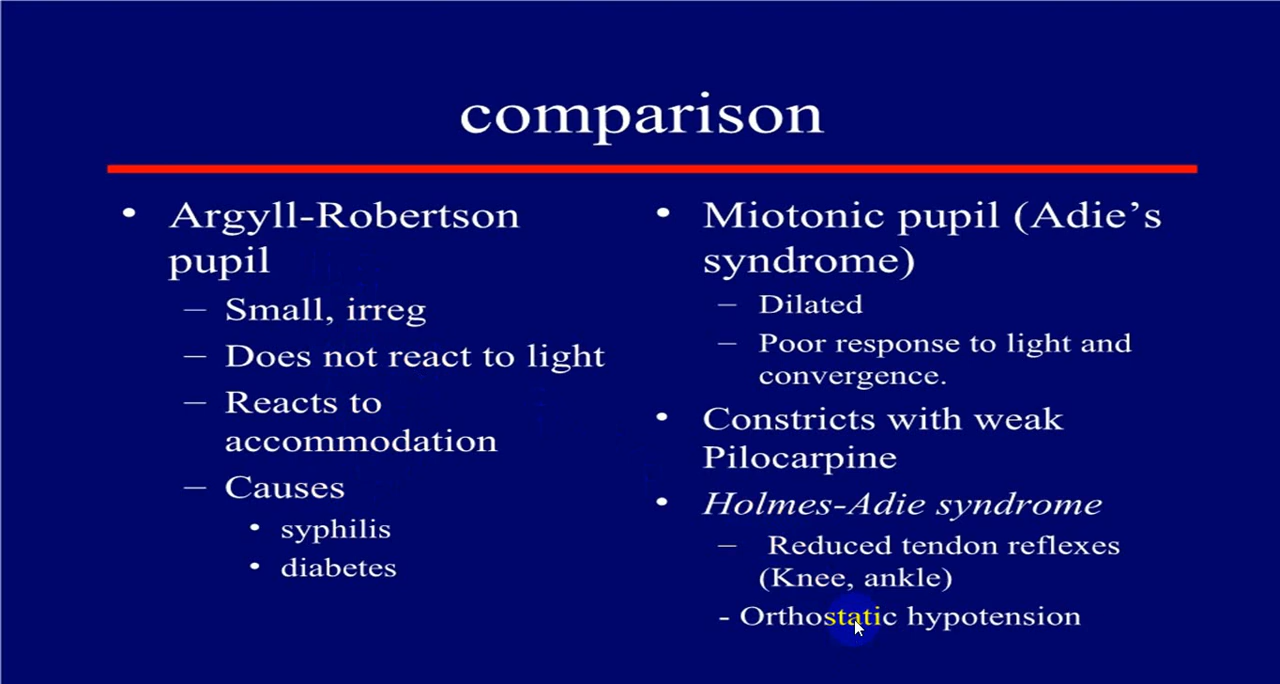 comparison
• Argyll-Robertson
pupil
– Small, irreg
– Does not react to light
– Reacts to
accommodation
– Causes
• syphilis
• diabetes
• Miotonic pupil (Adie’s
syndrome)
– Dilated
– Poor response to light and
convergence.
• Constricts with weak
Pilocarpine
• Holmes-Adie syndrome
– Reduced tendon reflexes
(Knee, ankle)
- Orthostatic hypotension